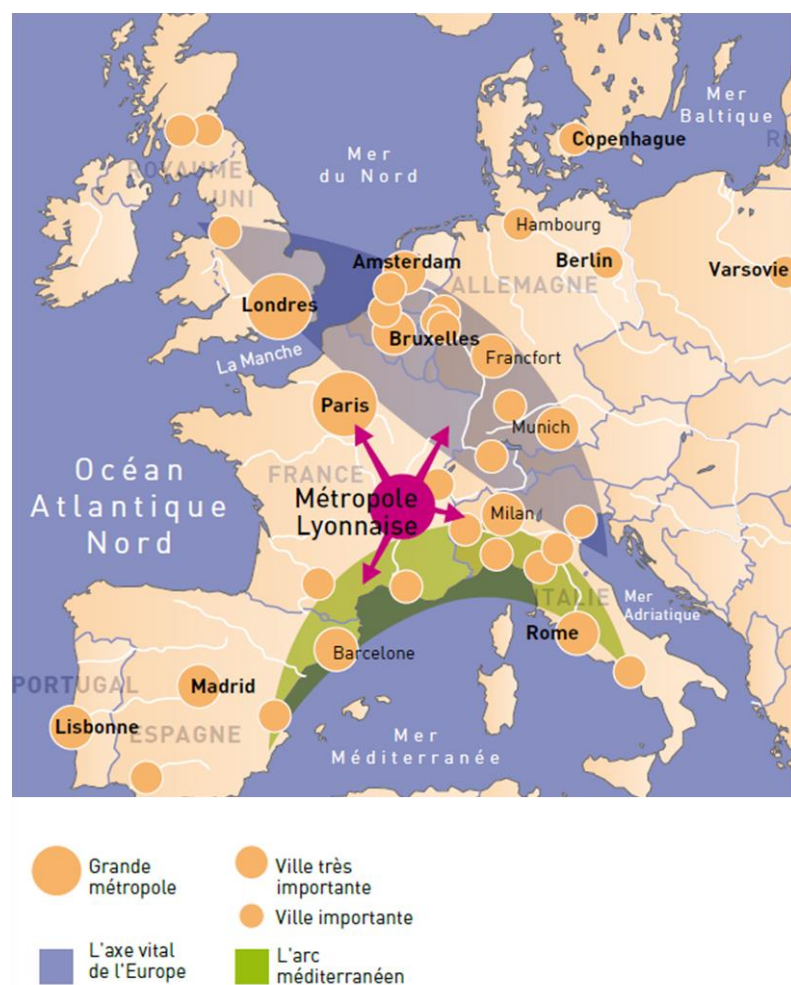 Mer
Baltique
Copenhague
RU
Mer
du Nord
ROYAUME-
UNI
Hambourg
Amsterdam
Berlin
Varsovie
ALLEMAGNE
Londres
Bruxelles
La Manche
Francfort
Paris
Munich
Océan
Atlantique
Nord
FRANCE
Métropole
Lyonnaise
Milan
ITALIE
Mer
Adriatique
Rome
Barcelone
PORTUGAL
Madrid
Lisbonne
ESPAGNE
Mer
Méditerranée
Grande
métropole
Ville très
importante
Ville importante
L'axe vital
de l'Europe
L'arc
méditerranéen